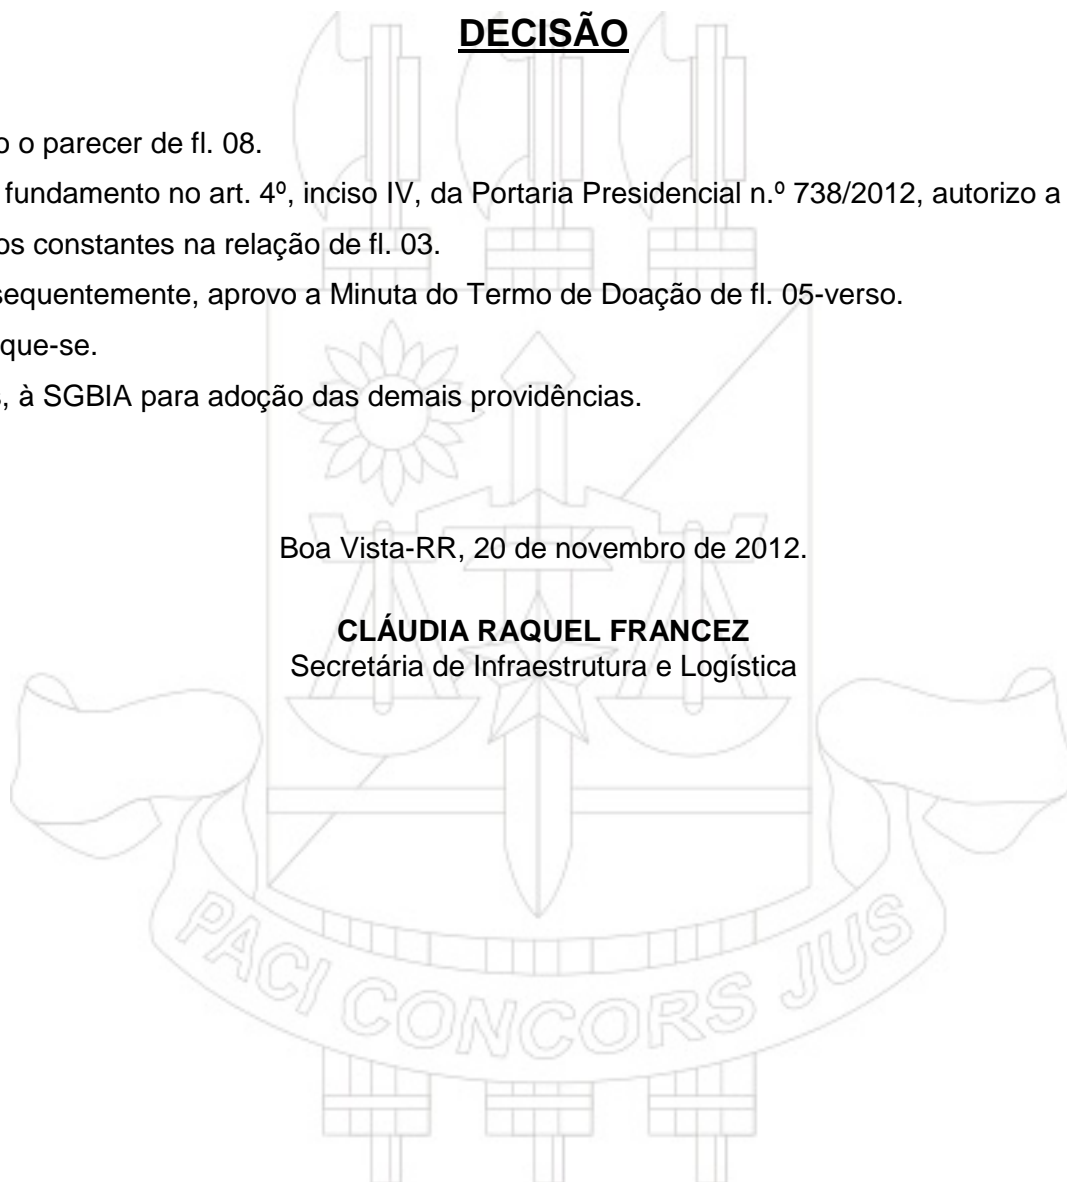 DECISÃO
o o parecer de fl. 08.
fundamento no art. 4º, inciso IV, da Portaria Presidencial n.º 738/2012, autorizo a
os constantes na relação de fl. 03.
sequentemente, aprovo a Minuta do Termo de Doação de fl. 05-verso.
que-se.
s, à SGBIA para adoção das demais providências.
Boa Vista-RR, 20 de novembro de 2012.
CLÁUDIA RAQUEL FRANCEZ
Secretária de Infraestrutura e Logística
PACI CONCORS JUS